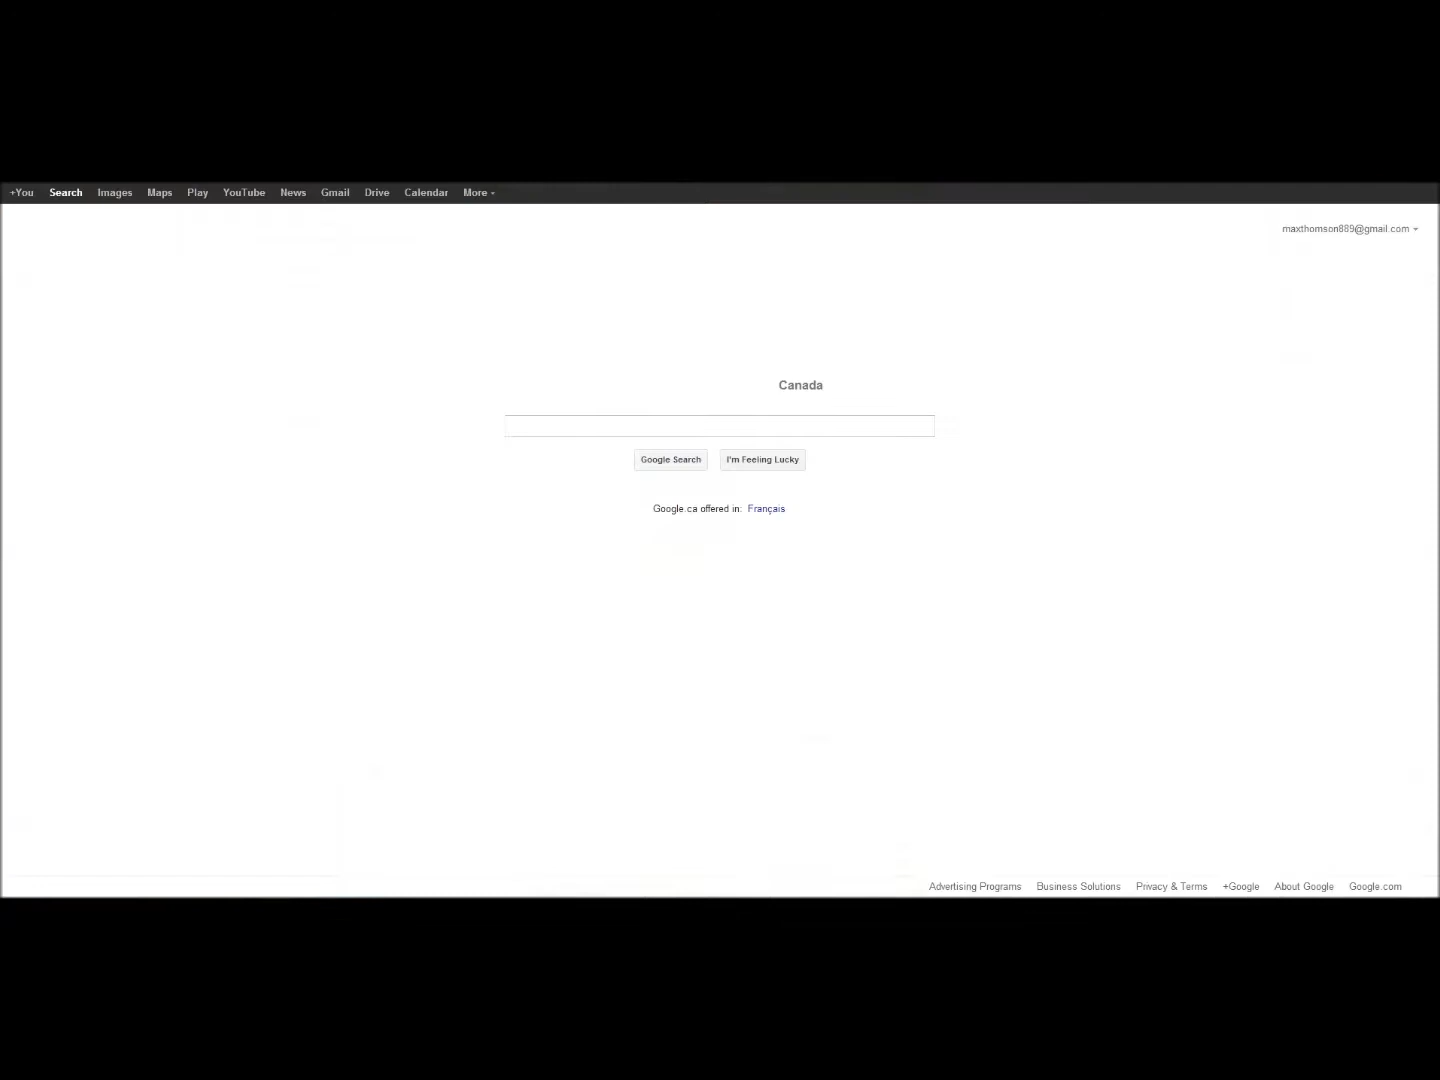 +You Search Images Maps Play YouTube News Gmail Drive Calendar More
maxthomson889@gmail.com
Canada
Google Search I'm Feeling Lucky
Google.ca offered in: Français
Advertising Programs Business Solutions Privacy & Terms +Google About Google Google.com